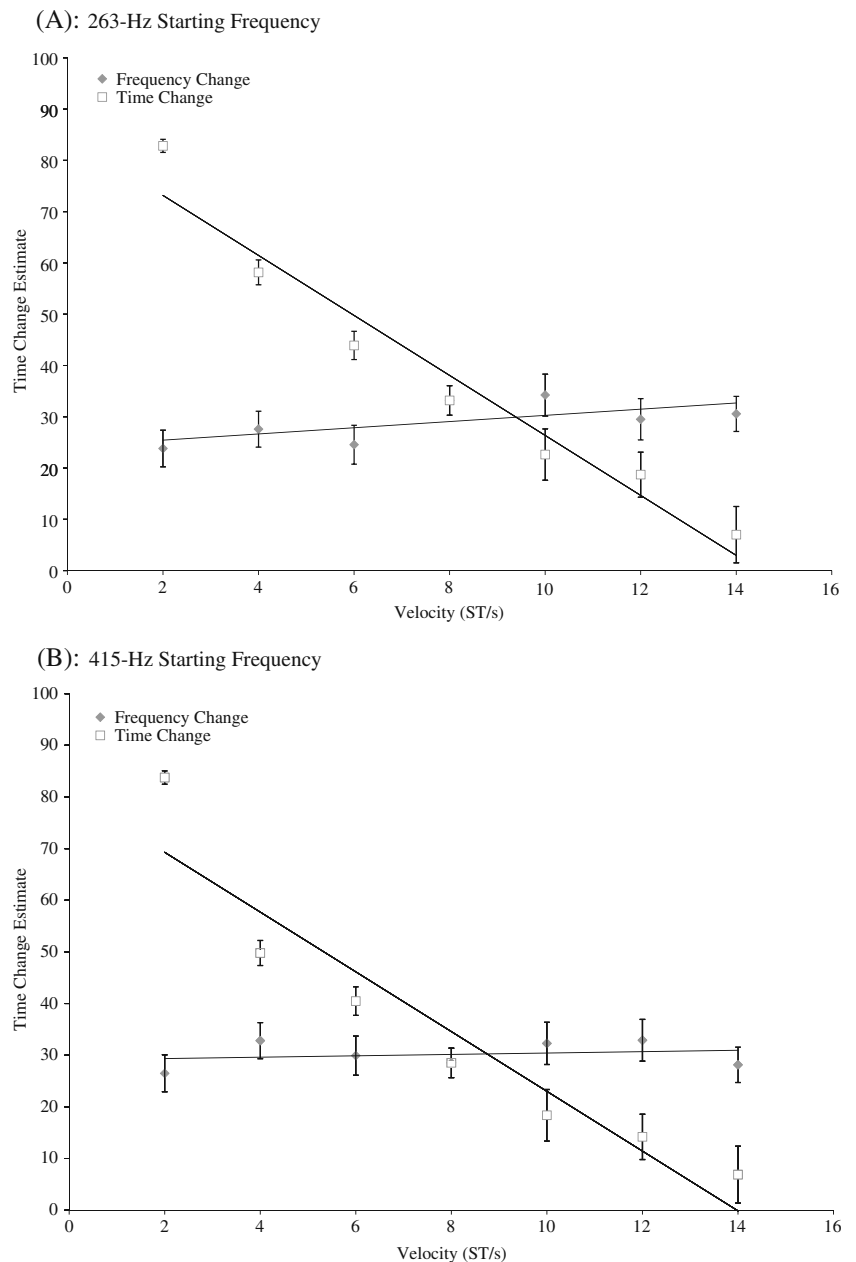 (A): 263-Hz Starting Frequency
100
Frequency Change
Time Change
90
80
70
60
50
40
30
20
10
0
Time Change Estimate
0 2 4 6 8 10 12 14 16
Velocity (ST/s)
(B): 415-Hz Starting Frequency
100
Frequency Change
Time Change
90
80
70
60
50
40
30
20
10
0
Time Change Estimate
0 2 4 6 8 10 12 14 16
Velocity (ST/s)